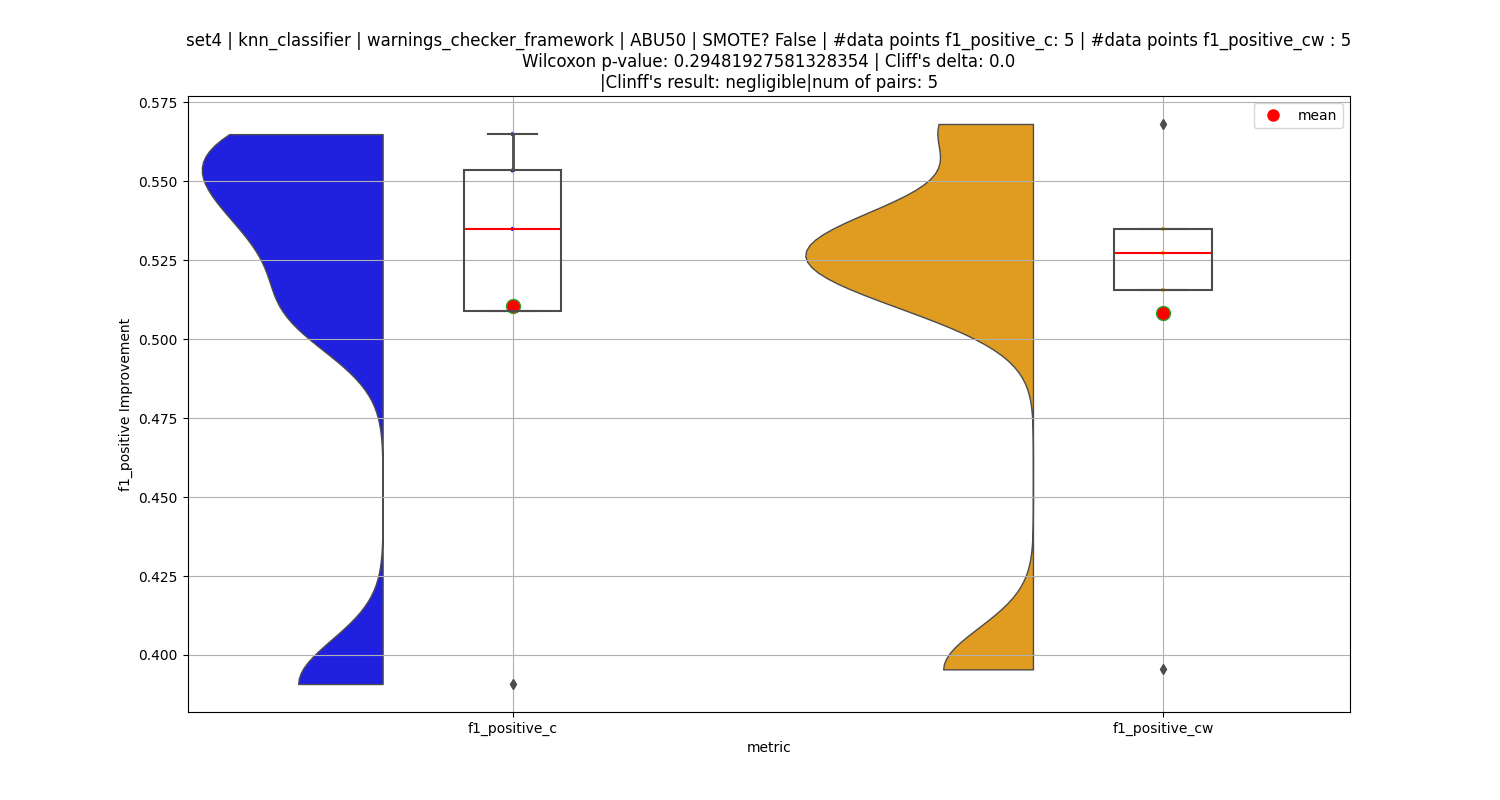 set4 | knn_classifier | warnings_checker_framework | ABU50 | SMOTE? False | #data points f1_positive_c: 5 | #data points f1_positive_cw : 5
Wilcoxon p-value: 0.29481927581328354 | Cliff's delta: 0.0
|Clinff's result: negligible|num of pairs: 5
mean
f1_positive Improvement
0.575
0.550
0.525
0.500
0.475
0.450
0.425
0.400
f1_positive_c
f1_positive_cw
metric